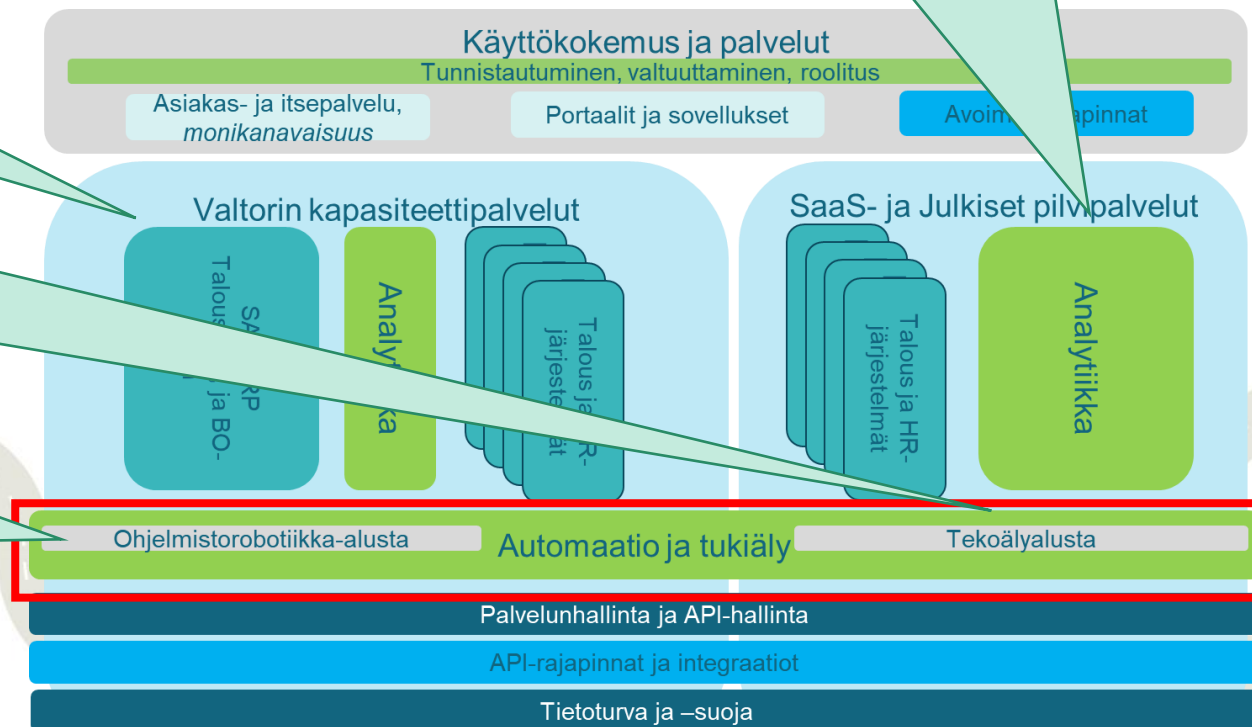 Käyttökokemus ja palvelut
Tunnistautuminen, valtuuttaminen, roolitus
Asiakas- ja itsepalvelu,
monikanavaisuus
Portaalit ja sovellukset
Valtorin kapasiteettipalvelut
SaaS- ja Julkiset pilvipalvelut
ja BO-
Talous ja HR-
järjestelmät
Analytiikka
Ohjelmistorobotiikka-alusta
Automaatio ja tukiäly
Tekoälyalusta
Palvelunhallinta ja API-hallinta
API-rajapinnat ja integraatiot
Tietoturva ja –suoja